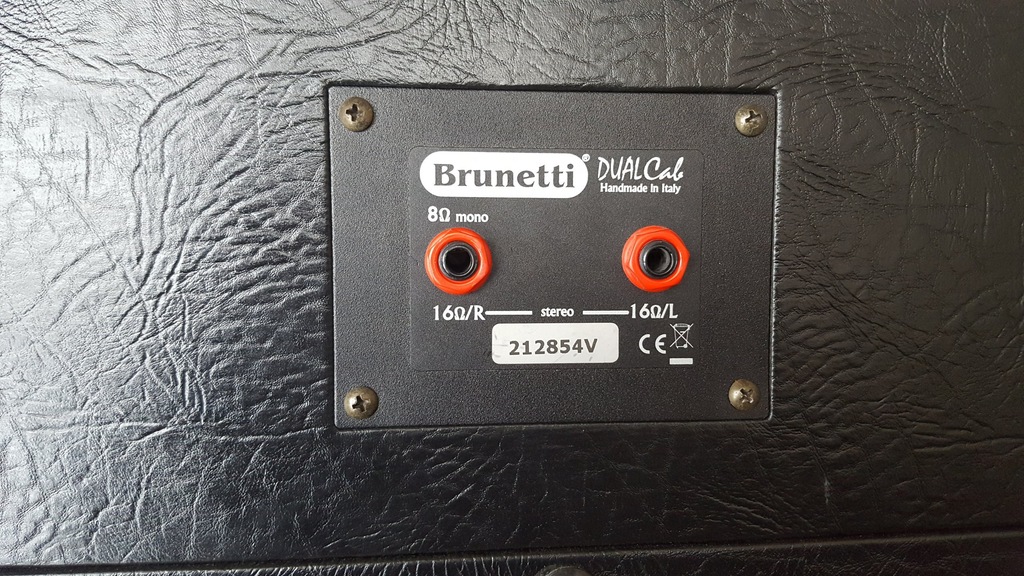 Brunetti® DUALCab
Handmade In Italy
8Ω mono
16Ω/R stereo 16Ω/L
212854V
CE